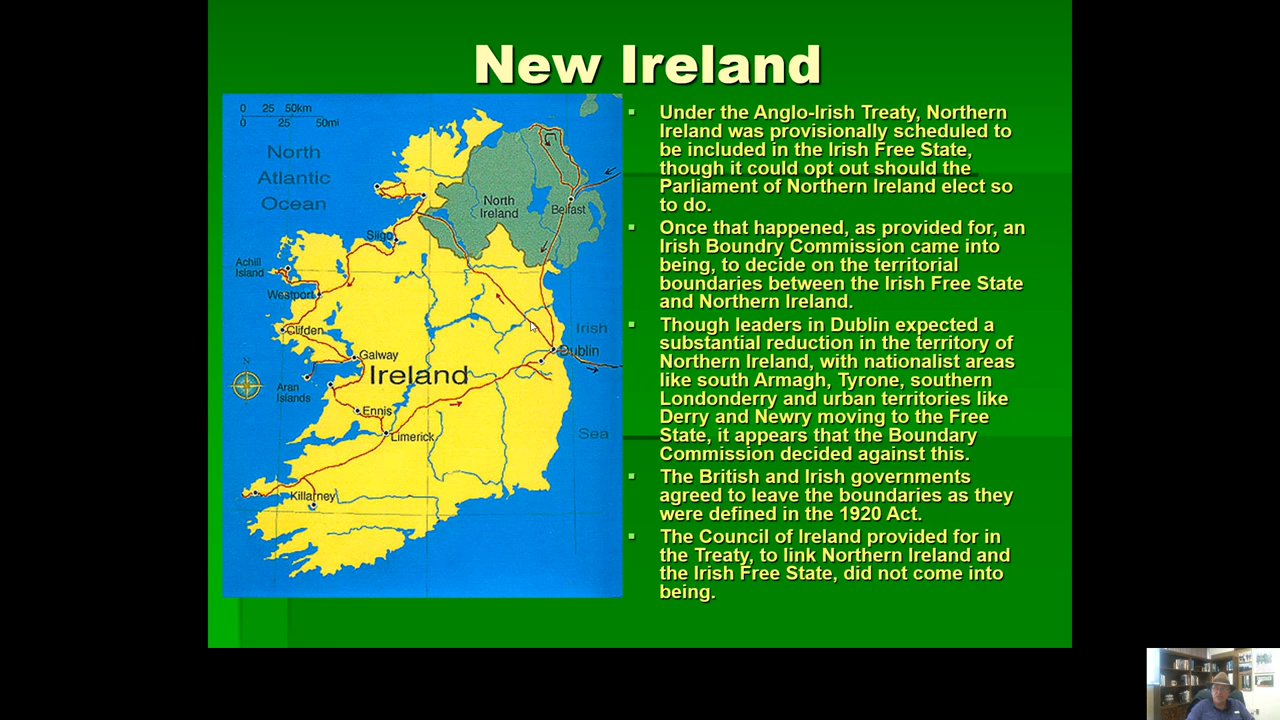 New Ireland
0 25 50km
0 25 50mi
North
Atlantic
Ocean
North
Ireland
Belfast
Sligo
Achill
Island
Westport
Clifden
Irish
Dublin
Galway
Ireland
N
Aran
Islands
Ennis
Limerick
Sea
Killarney
▪ Under the Anglo-Irish Treaty, Northern
Ireland was provisionally scheduled to
be included in the Irish Free State,
though it could opt out should the
Parliament of Northern Ireland elect so
to do.
▪ Once that happened, as provided for, an
Irish Boundry Commission came into
being, to decide on the territorial
boundaries between the Irish Free State
and Northern Ireland.
▪ Though leaders in Dublin expected a
substantial reduction in the territory of
Northern Ireland, with nationalist areas
like south Armagh, Tyrone, southern
Londonderry and urban territories like
Derry and Newry moving to the Free
State, it appears that the Boundary
Commission decided against this.
▪ The British and Irish governments
agreed to leave the boundaries as they
were defined in the 1920 Act.
▪ The Council of Ireland provided for in
the Treaty, to link Northern Ireland and
the Irish Free State, did not come into
being.